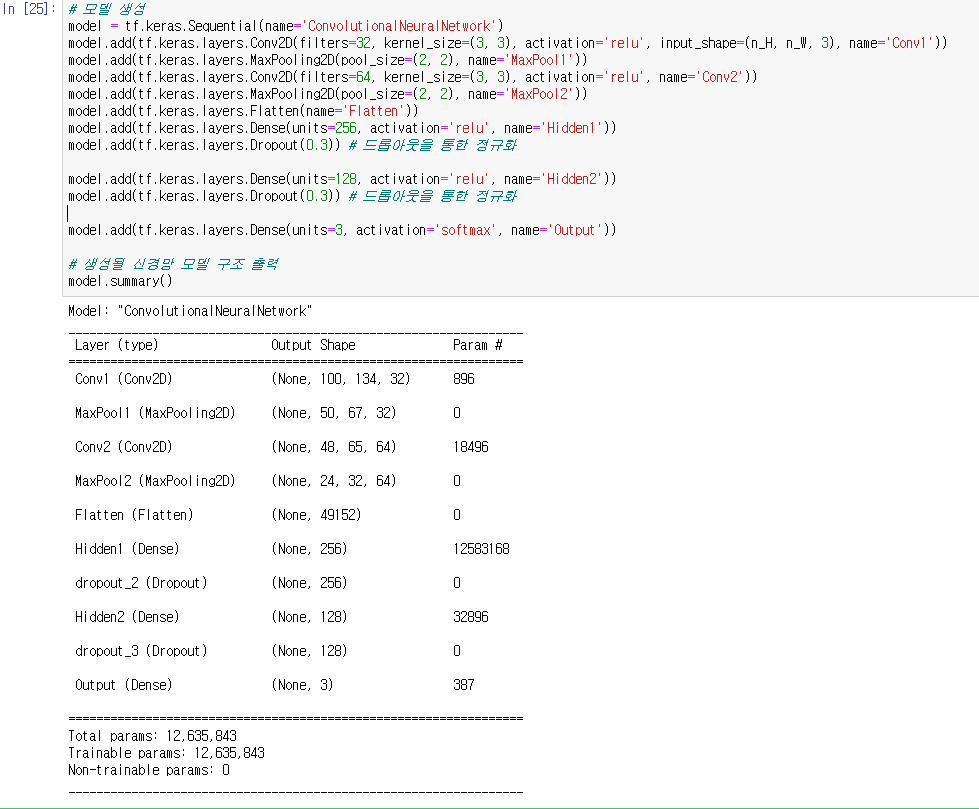 In [25]: # 모델 생성
model = tf.keras.Sequential(name='ConvolutionalNeuralNetwork')
model.add(tf.keras.layers.Conv2D(filters=32, kernel_size=(3, 3), activation='relu', input_shape=(n_H, n_W, 3), name='Conv1'))
model.add(tf.keras.layers.MaxPooling2D(pool_size=(2, 2), name='MaxPool1'))
model.add(tf.keras.layers.Conv2D(filters=64, kernel_size=(3, 3), activation='relu', name='Conv2'))
model.add(tf.keras.layers.MaxPooling2D(pool_size=(2, 2), name='MaxPool2'))
model.add(tf.keras.layers.Flatten(name='Flatten'))
model.add(tf.keras.layers.Dense(units=256, activation='relu', name='Hidden1'))
model.add(tf.keras.layers.Dropout(0.3)) # 드롭아웃을 통한 정규화
model.add(tf.keras.layers.Dense(units=128, activation='relu', name='Hidden2'))
model.add(tf.keras.layers.Dropout(0.3)) # 드롭아웃을 통한 정규화
model.add(tf.keras.layers.Dense(units=3, activation='softmax', name='Output'))
# 생성될 신경망 모델 구조 출력
model.summary()
Model: "ConvolutionalNeuralNetwork"
_________________________________________________________________
Layer (type) Output Shape Param #
=================================================================
Conv1 (Conv2D) (None, 100, 134, 32) 896
MaxPool1 (MaxPooling2D) (None, 50, 67, 32) 0
Conv2 (Conv2D) (None, 48, 65, 64) 18496
MaxPool2 (MaxPooling2D) (None, 24, 32, 64) 0
Flatten (Flatten) (None, 49152) 0
Hidden1 (Dense) (None, 256) 12583168
dropout_2 (Dropout) (None, 256) 0
Hidden2 (Dense) (None, 128) 32896
dropout_3 (Dropout) (None, 128) 0
Output (Dense) (None, 3) 387
=================================================================
Total params: 12,635,843
Trainable params: 12,635,843
Non-trainable params: 0
_________________________________________________________________